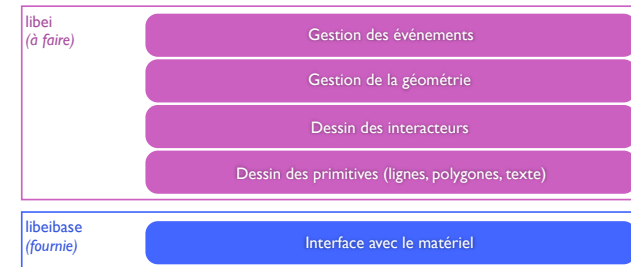 libei
(à faire)
Gestion des événements
Gestion de la géométrie
Dessin des interacteurs
Dessin des primitives (lignes, polygones, texte)
libeibase
(fournie)
Interface avec le matériel